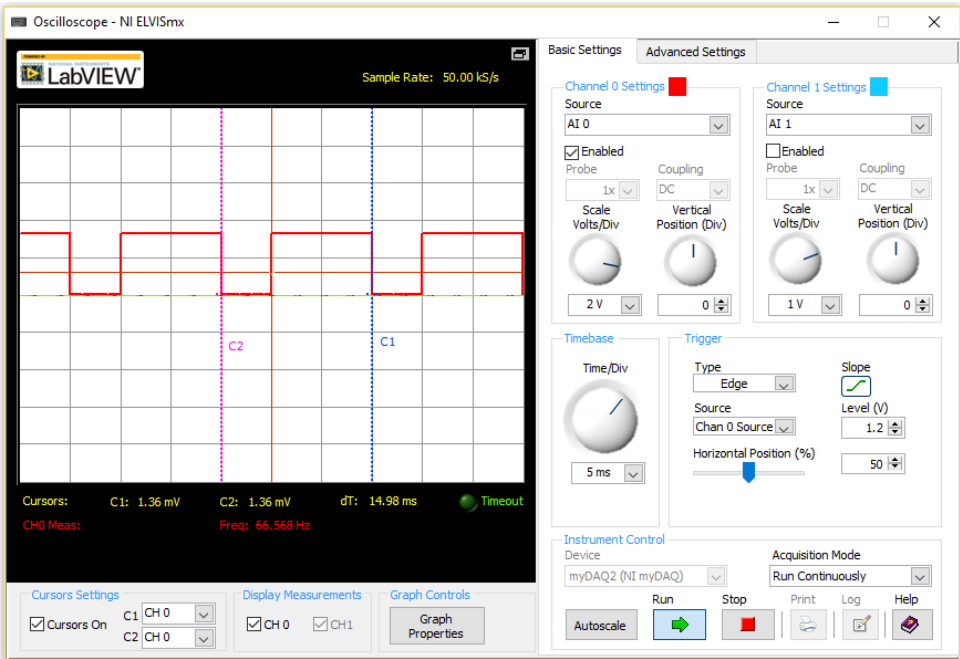 Oscilloscope - NI ELVISmx
LabVIEW
Sample Rate: 50.00 kS/s
C2
C1
Cursors: C1: 1.36 mV C2: 1.36 mV dT: 14.98 ms Timeout
CH0 Meas: Freq: 66.568 Hz
Cursors Settings
Cursors On
C1 CH 0
C2 CH 0
Display Measurements
CH 0 CH1
Graph Controls
Graph
Properties
Basic Settings Advanced Settings
Channel 0 Settings
Source
AI 0
Enabled
Probe Coupling
1x DC
Scale Vertical
Volts/Div Position (Div)
2 V 0
Channel 1 Settings
Source
AI 1
Enabled
Probe Coupling
1x DC
Scale Vertical
Volts/Div Position (Div)
1 V 0
Timebase
Time/Div
5 ms
Trigger
Type Slope
Edge
Source Level (V)
Chan 0 Source 1.2
Horizontal Position (%)
50
Instrument Control
Device Acquisition Mode
myDAQ2 (NI myDAQ) Run Continuously
Run Stop Print Log Help
Autoscale